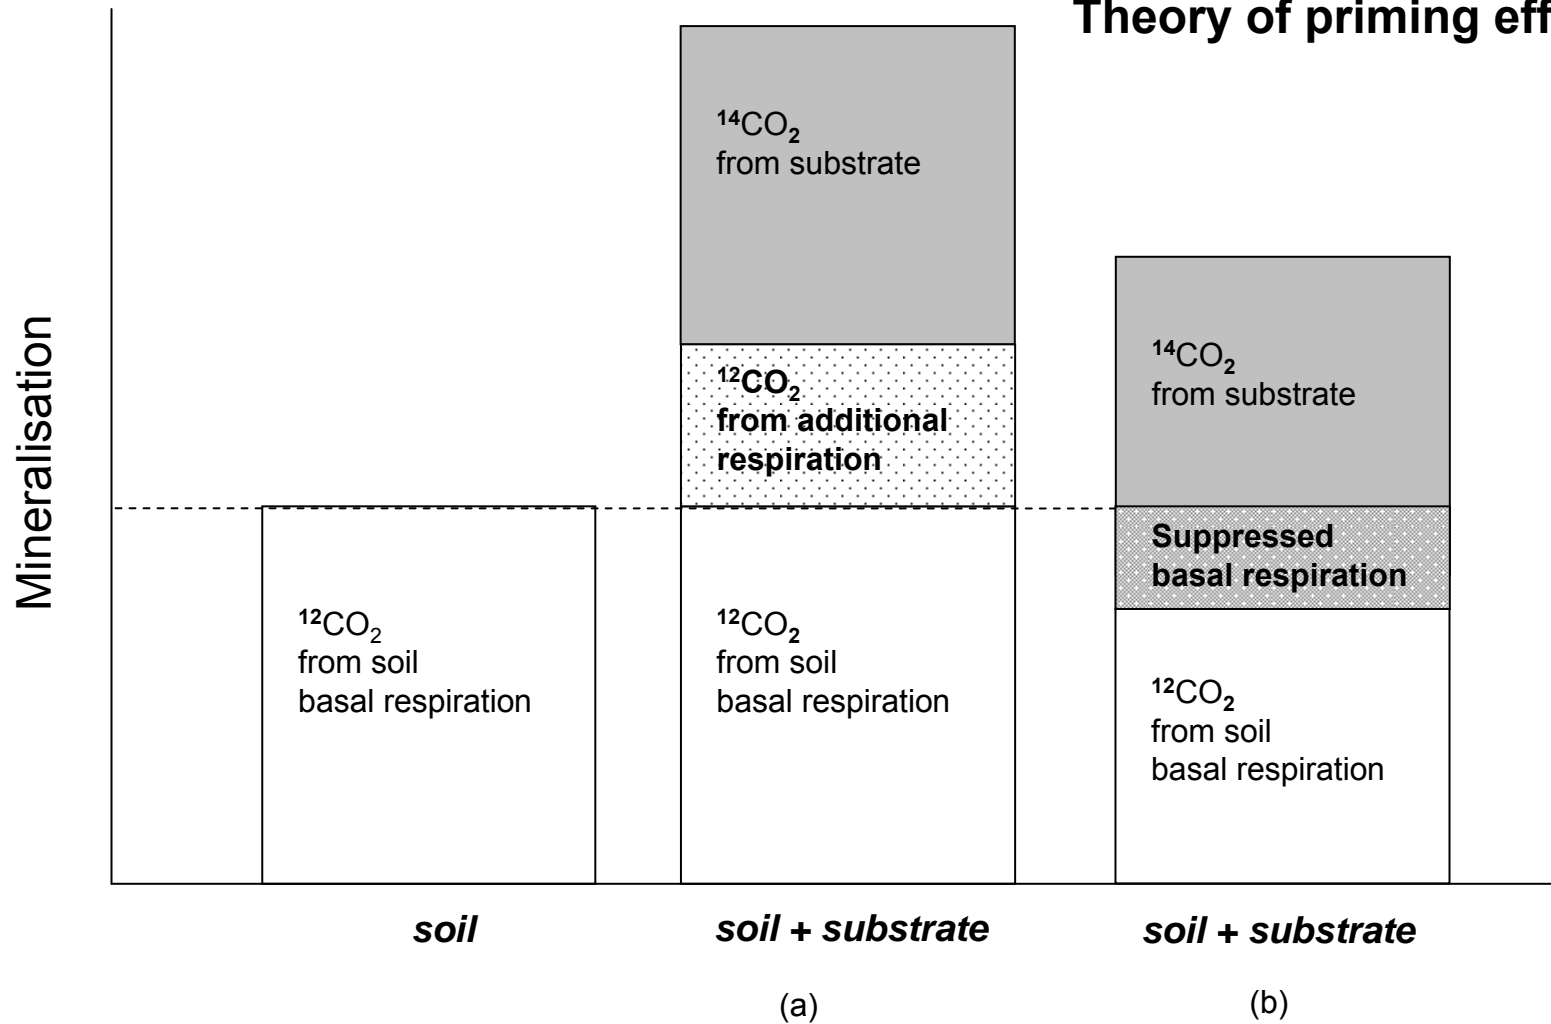 Theory of priming eff
Mineralisation
¹⁴CO₂
from substrate
¹²CO₂
from additional
respiration
¹⁴CO₂
from substrate
Suppressed
basal respiration
¹²CO₂
from soil
basal respiration
¹²CO₂
from soil
basal respiration
¹²CO₂
from soil
basal respiration
soil
soil + substrate
soil + substrate
(a)
(b)